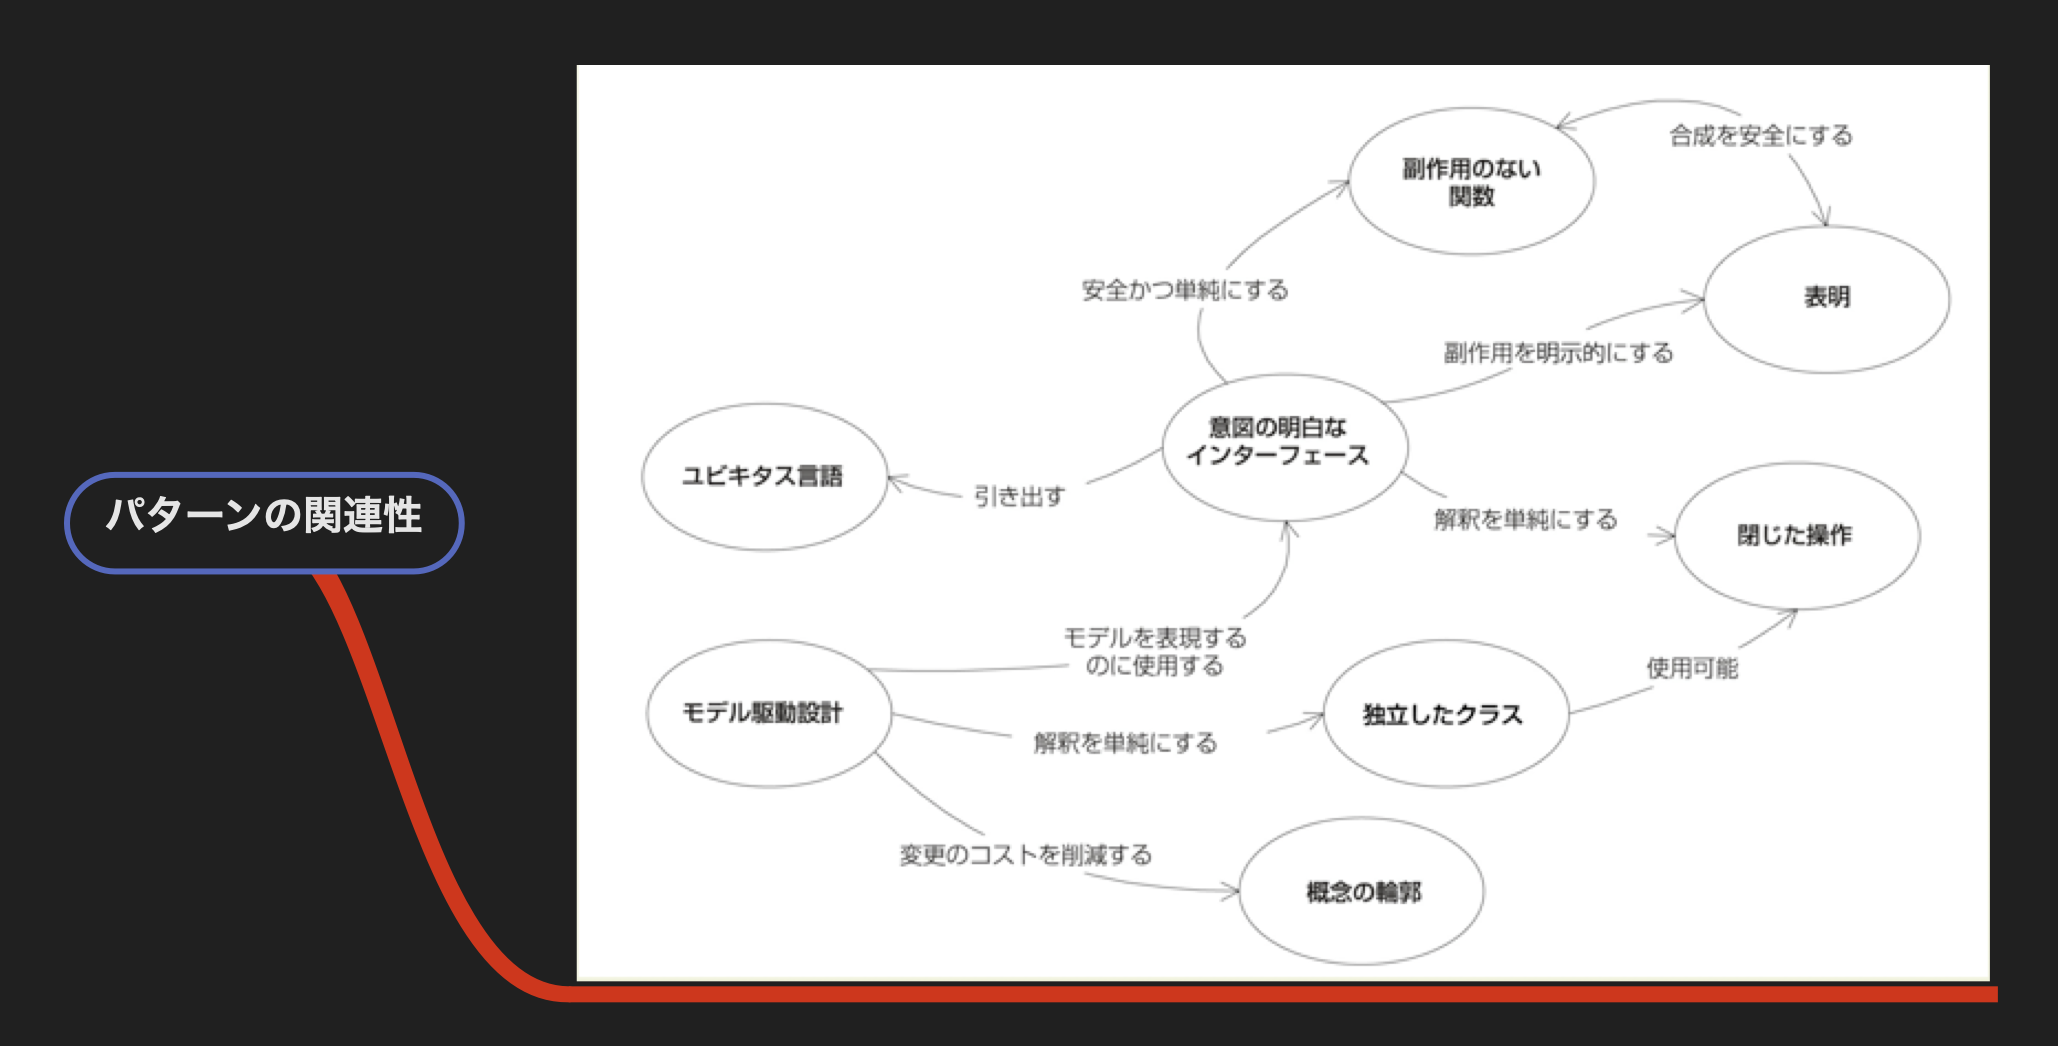 パターンの関連性
副作用のない
関数
合成を安全にする
安全かつ単純にする
表明
副作用を明示的にする
意図の明白な
インターフェース
ユビキタス言語
引き出す
解釈を単純にする
閉じた操作
モデルを表現する
のに使用する
モデル駆動設計
解釈を単純にする
独立したクラス
使用可能
変更のコストを削減する
概念の輪郭